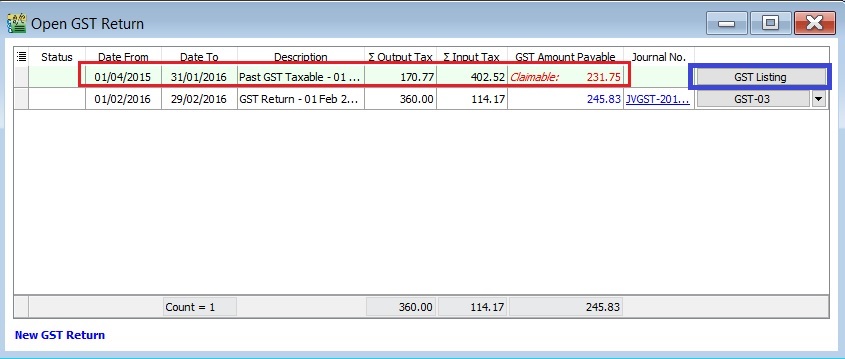 Open GST Return
Status Date From Date To Description Σ Output Tax Σ Input Tax GST Amount Payable Journal No.
01/04/2015 31/01/2016 Past GST Taxable - 01 ... 170.77 402.52 Claimable: 231.75 GST Listing
01/02/2016 29/02/2016 GST Return - 01 Feb 2... 360.00 114.17 245.83 JVGST-201... GST-03
Count = 1 360.00 114.17 245.83
New GST Return